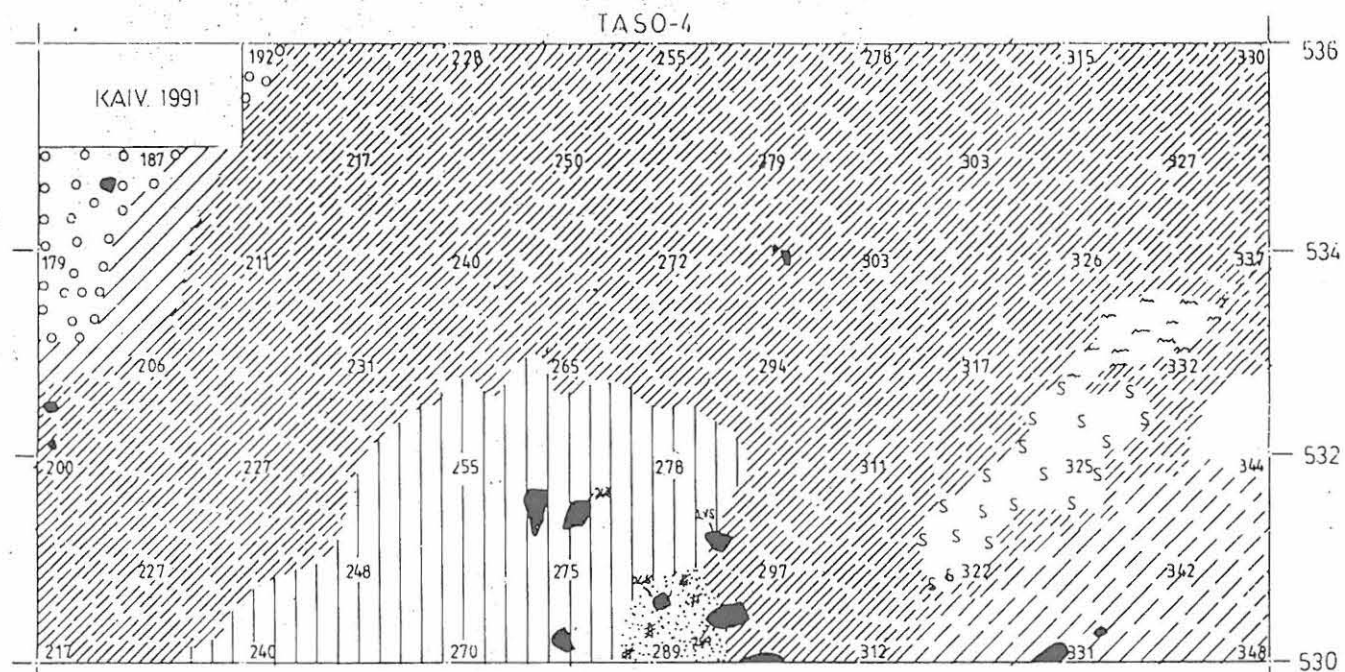 TASO-4
192 228 255 276 315 330 536
KAIV. 1991
187 217 250 279 303 327
179 211 240 272 303 326 337 534
206 231 265 294 317 332
200 227 255 278 311 325 344 532
227 248 275 297 322 342
217 240 270 289 312 331 348 530